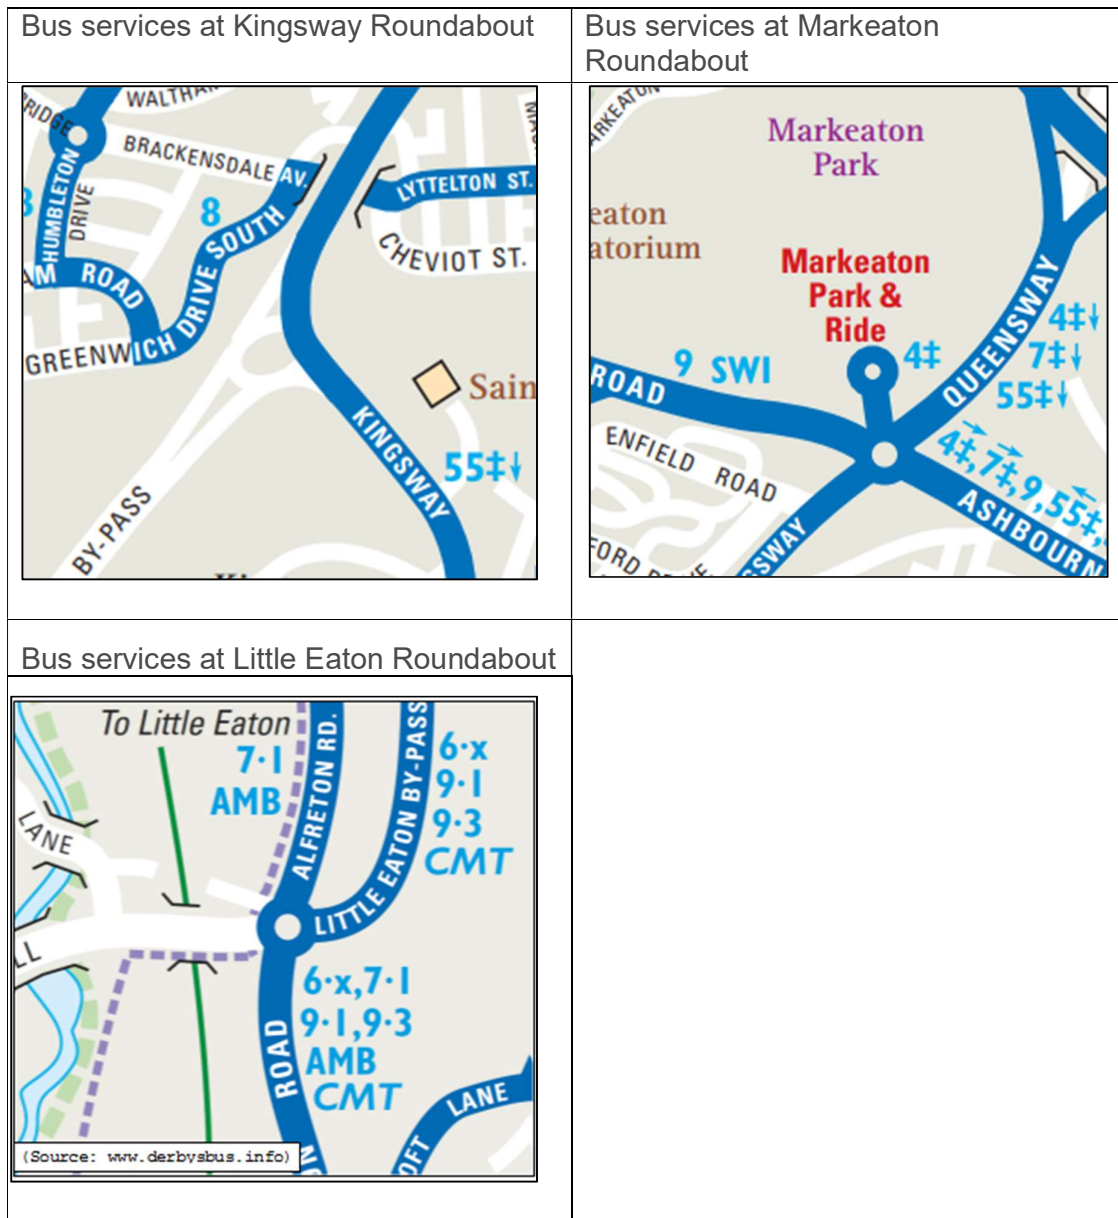 Bus services at Kingsway Roundabout
Bus services at Markeaton
Roundabout
BRACKENSDALE AV.
HUMBLETON
DRIVE
8
LYTTELTON ST.
CHEVIOT ST.
ROAD
GREENWICH DRIVE SOUTH
KINGSWAY
55‡↓
BY-PASS
Markeaton
Park
Markeaton
Park &
Ride
4‡
9 SWI
ROAD
QUEENSWAY
4‡↓
7‡↓
55‡↓
ENFIELD ROAD
4‡,7‡,9,55‡,
ASHBOURN
Bus services at Little Eaton Roundabout
To Little Eaton
7·1
AMB
ALFRETON RD.
LITTLE EATON BY-PASS
6·x
9·1
9·3
CMT
LANE
6·x,7·1
9·1,9·3
AMB
CMT
ROAD
LANE
(Source: www.derbysbus.info)